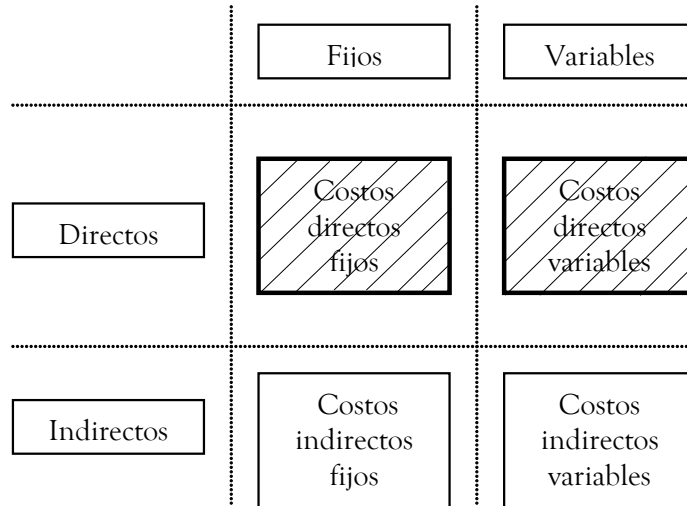 Fijos
Variables
Directos
Costos
directos
fijos
Costos
directos
variables
Indirectos
Costos
indirectos
fijos
Costos
indirectos
variables